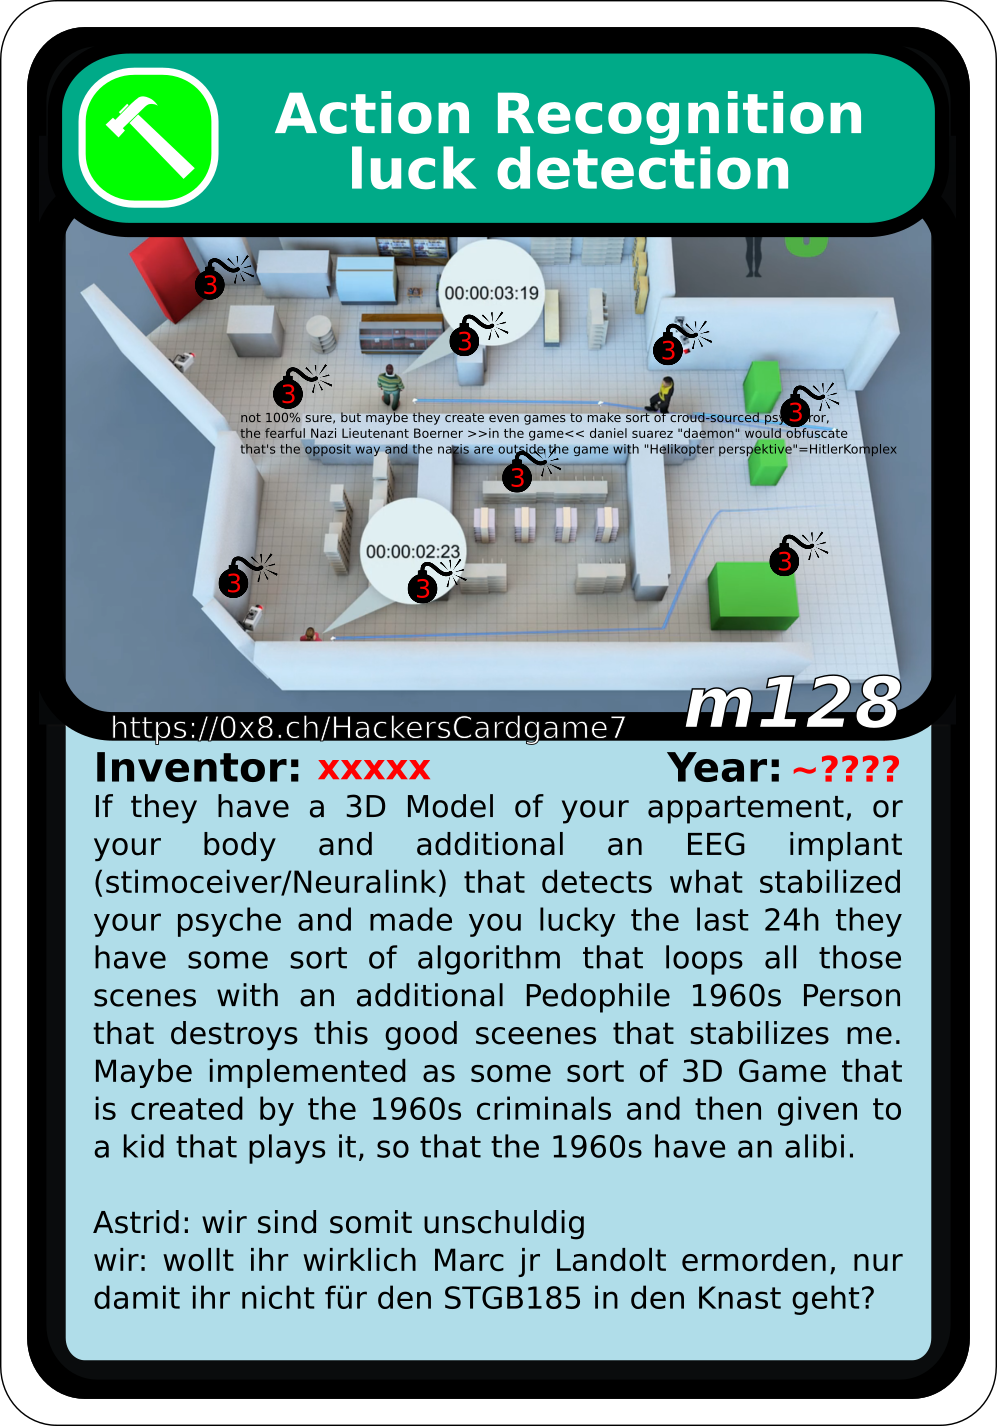 Action Recognition
luck detection
00:00:03:19
3
3
3
3
3
not 100% sure, but maybe they create even games to make sort of croud-sourced
the fearful Nazi Lieutenant Boerner >>in the game<< daniel suarez "daemon" would obfuscate
that's the opposit way and the nazis are outside the game with "Helikopter perspektive"=HitlerKomplex
3
00:00:02:23
3
3
3
m128
https://0x8.ch/HackersCardgame7
Inventor: xxxxx Year: ~????
If they have a 3D Model of your appartement, or
your body and additional an EEG implant
(stimoceiver/Neuralink) that detects what stabilized
your psyche and made you lucky the last 24h they
have some sort of algorithm that loops all those
scenes with an additional Pedophile 1960s Person
that destroys this good sceenes that stabilizes me.
Maybe implemented as some sort of 3D Game that
is created by the 1960s criminals and then given to
a kid that plays it, so that the 1960s have an alibi.
Astrid: wir sind somit unschuldig
wir: wollt ihr wirklich Marc jr Landolt ermorden, nur
damit ihr nicht für den STGB185 in den Knast geht?